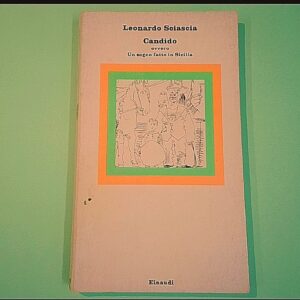 Leonardo Sciascia
Candido
ovvero
Un sogno fatto in Sicilia
Einaudi